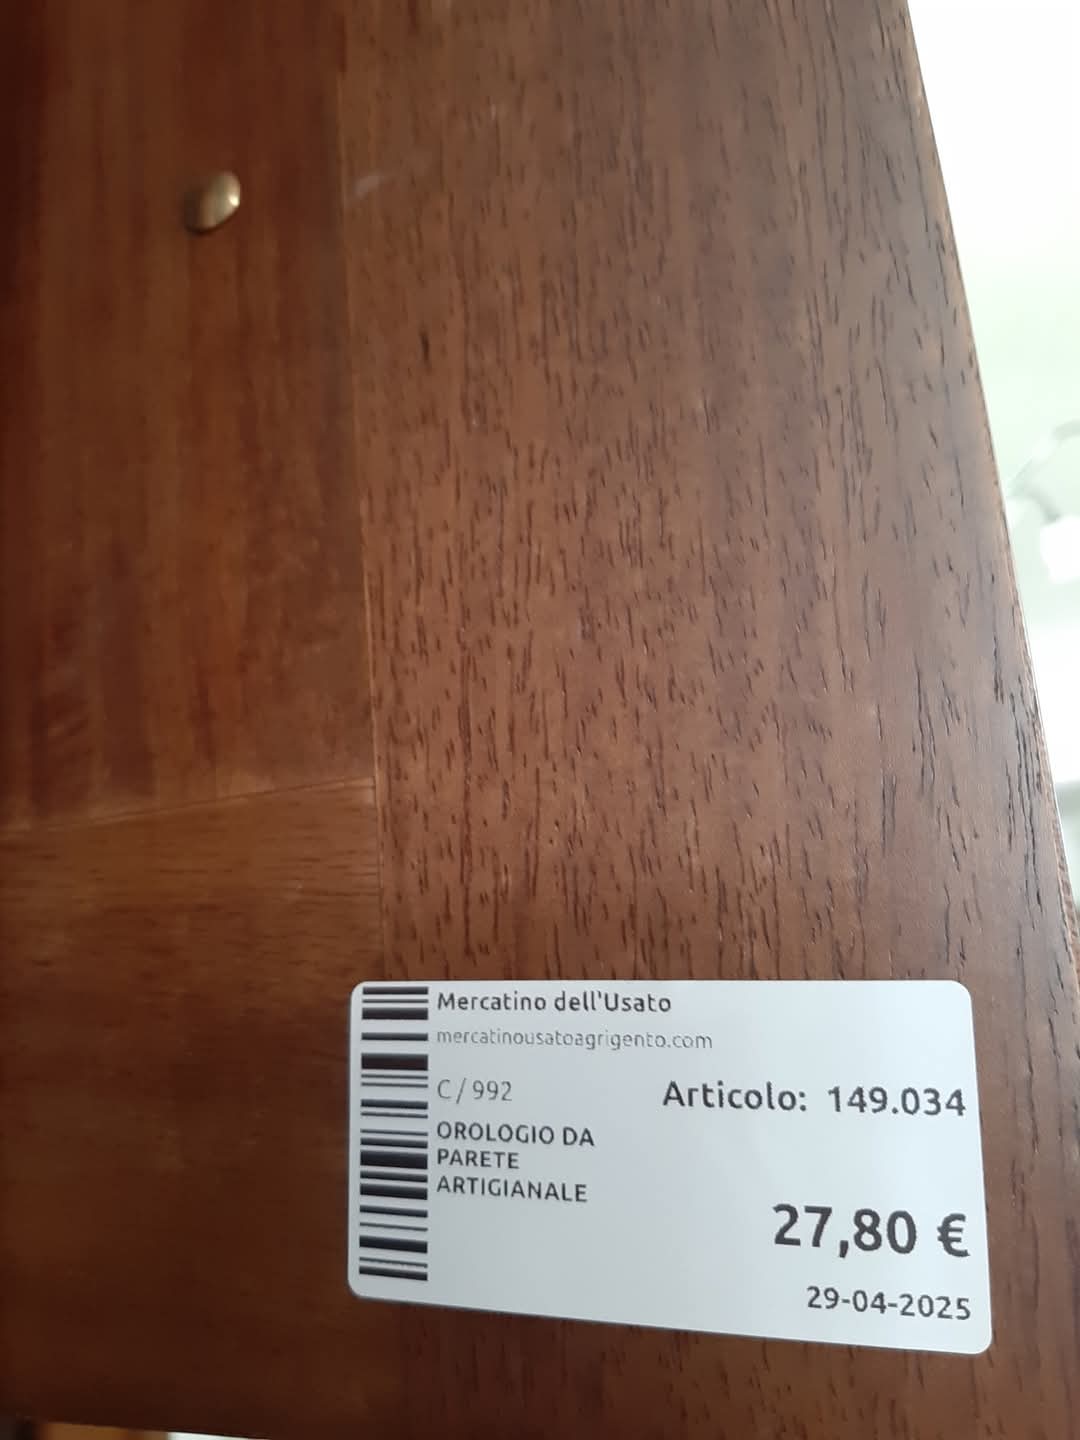 Mercatino dell'Usato
mercatinousatoagrigento.com
C/992
Articolo: 149.034
OROLOGIO DA
PARETE
ARTIGIANALE
27,80 €
29-04-2025